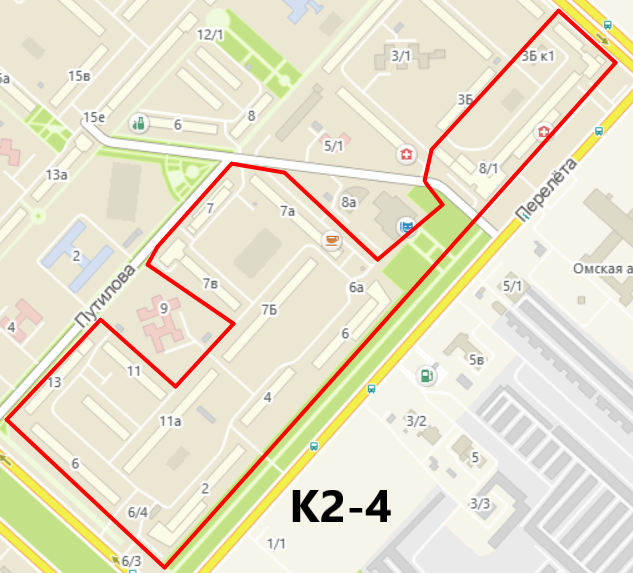 12/1
3/1
3Б к1
15в
6а
15е
6
8
3Б
5/1
8/1
13а
7
7а
8а
Перелёта
2
Путилова
7в
6а
Омская а
5/1
4
9
7Б
6
5в
13
11
4
11а
3/2
6
5
2
3/3
К2-4
6/4
1/1
6/3